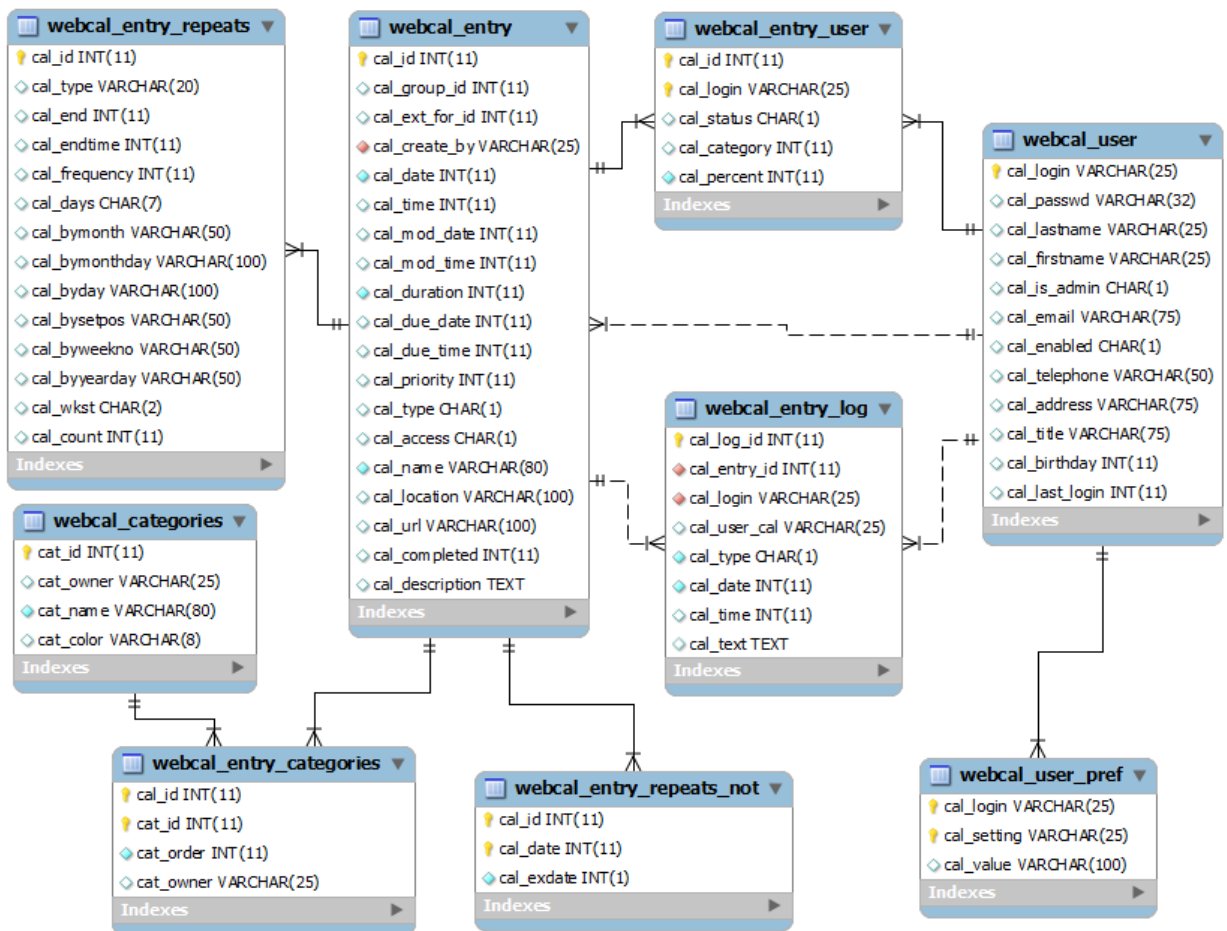 webcal_entry_repeats
cal_id INT(11)
cal_type VARCHAR(20)
cal_end INT(11)
cal_endtime INT(11)
cal_frequency INT(11)
cal_days CHAR(7)
cal_bymonth VARCHAR(50)
cal_bymonthday VARCHAR(100)
cal_byday VARCHAR(100)
cal_bysetpos VARCHAR(50)
cal_byweekno VARCHAR(50)
cal_byyearday VARCHAR(50)
cal_wkst CHAR(2)
cal_count INT(11)
Indexes
webcal_entry
cal_id INT(11)
cal_group_id INT(11)
cal_ext_for_id INT(11)
cal_create_by VARCHAR(25)
cal_date INT(11)
cal_time INT(11)
cal_mod_date INT(11)
cal_mod_time INT(11)
cal_duration INT(11)
cal_due_date INT(11)
cal_due_time INT(11)
cal_priority INT(11)
cal_type CHAR(1)
cal_access CHAR(1)
cal_name VARCHAR(80)
cal_location VARCHAR(100)
cal_url VARCHAR(100)
cal_completed INT(11)
cal_description TEXT
Indexes
webcal_entry_user
cal_id INT(11)
cal_login VARCHAR(25)
cal_status CHAR(1)
cal_category INT(11)
cal_percent INT(11)
Indexes
webcal_user
cal_login VARCHAR(25)
cal_passwd VARCHAR(32)
cal_lastname VARCHAR(25)
cal_firstname VARCHAR(25)
cal_is_admin CHAR(1)
cal_email VARCHAR(75)
cal_enabled CHAR(1)
cal_telephone VARCHAR(50)
cal_address VARCHAR(75)
cal_title VARCHAR(75)
cal_birthday INT(11)
cal_last_login INT(11)
Indexes
webcal_entry_log
cal_log_id INT(11)
cal_entry_id INT(11)
cal_login VARCHAR(25)
cal_user_cal VARCHAR(25)
cal_type CHAR(1)
cal_date INT(11)
cal_time INT(11)
cal_text TEXT
Indexes
webcal_categories
cat_id INT(11)
cat_owner VARCHAR(25)
cat_name VARCHAR(80)
cat_color VARCHAR(8)
Indexes
webcal_entry_categories
cal_id INT(11)
cat_id INT(11)
cat_order INT(11)
cat_owner VARCHAR(25)
Indexes
webcal_entry_repeats_not
cal_id INT(11)
cal_date INT(11)
cal_exdate INT(1)
Indexes
webcal_user_pref
cal_login VARCHAR(25)
cal_setting VARCHAR(25)
cal_value VARCHAR(100)
Indexes